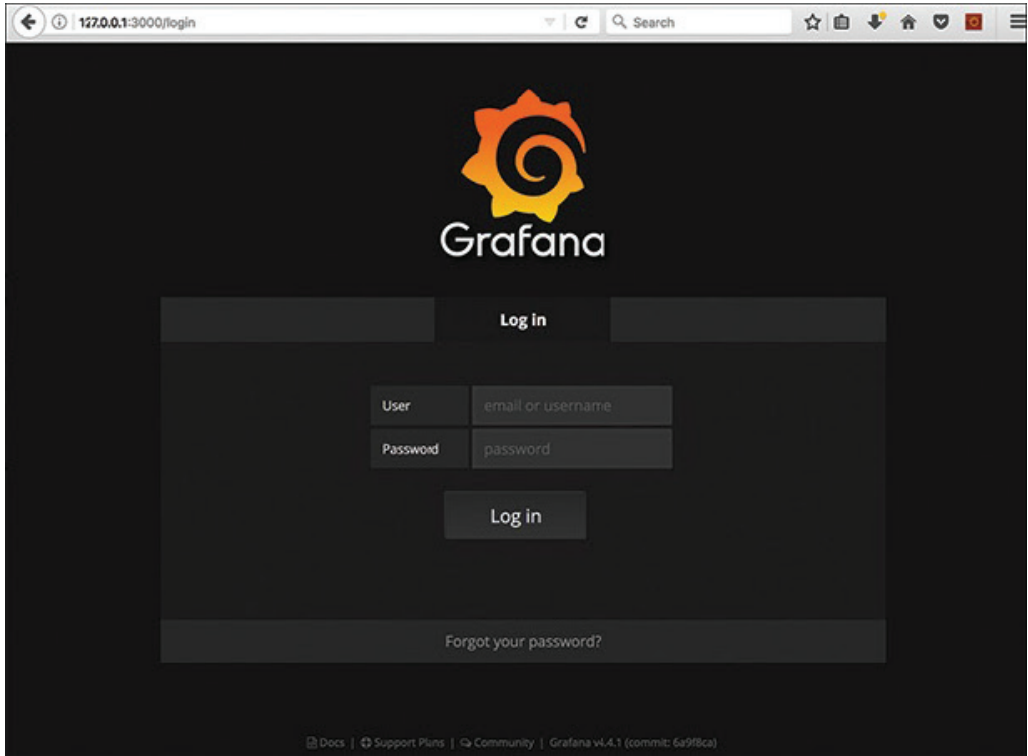 127.0.0.1:3000/login Search
Grafana
Log in
User email or username
Password password
Log in
Forgot your password?
Docs | Support Plans | Community | Grafana v4.4.1 (commit: 6a9f8ca)